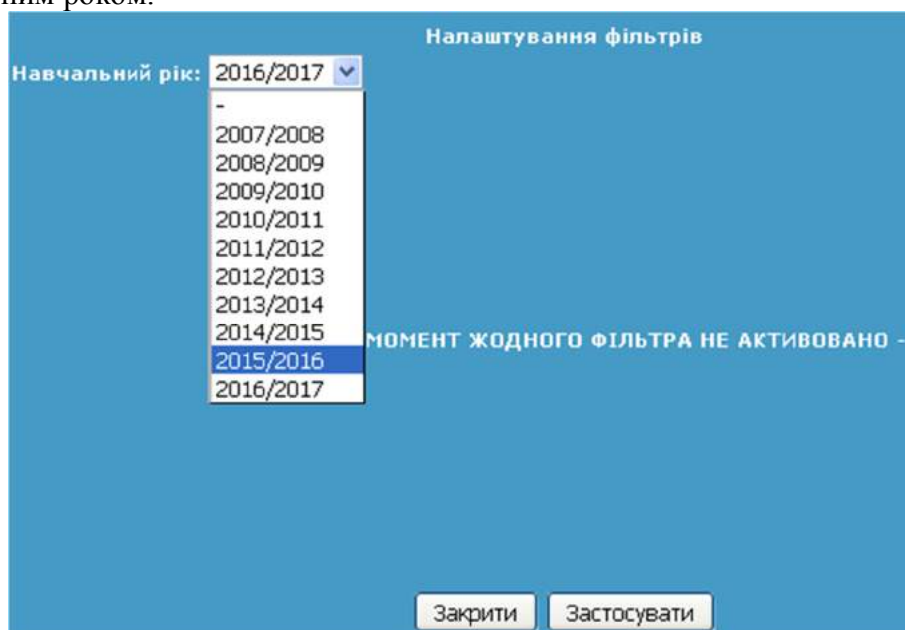 ним роком.
Налаштування фільтрів
Навчальний рік: 2016/2017
-
2007/2008
2008/2009
2009/2010
2010/2011
2011/2012
2012/2013
2013/2014
2014/2015
МОМЕНТ ЖОДНОГО ФІЛЬТРА НЕ АКТИВОВАНО -
2015/2016
2016/2017
Закрити Застосувати